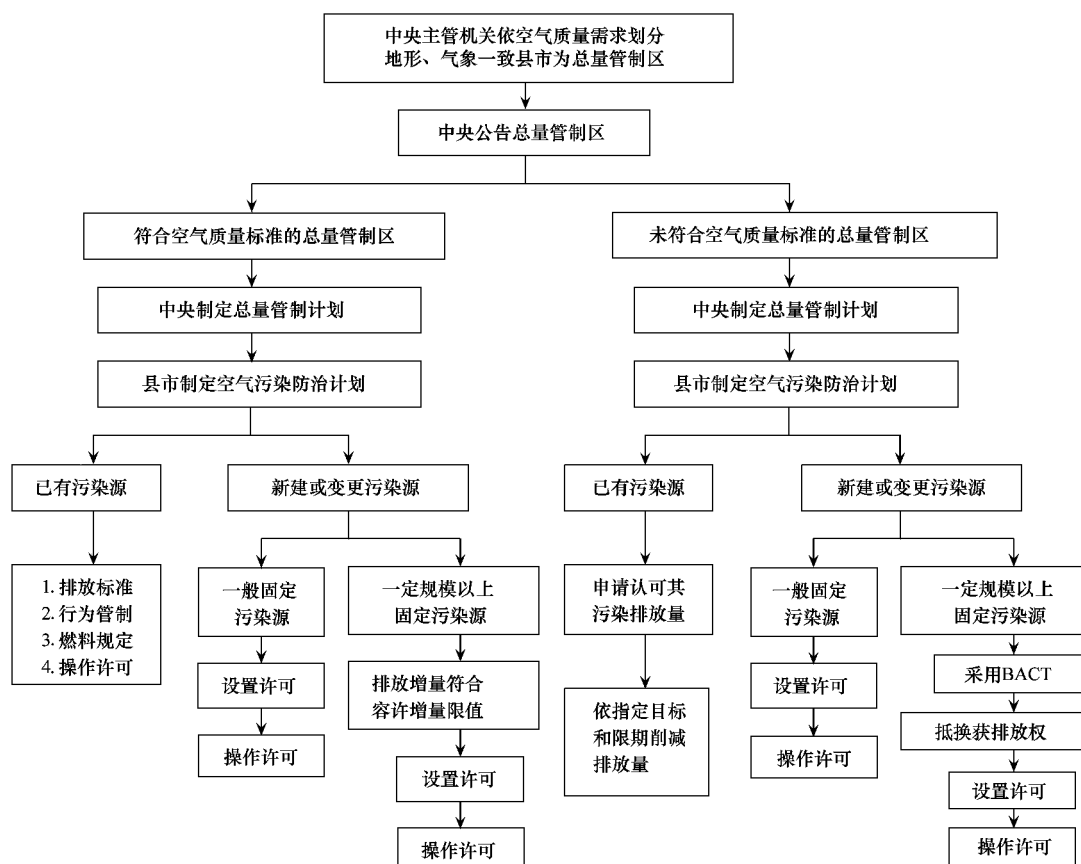 中央主管机关依空气质量需求划分
地形、气象一致县市为总量管制区
中央公告总量管制区
符合空气质量标准的总量管制区
未符合空气质量标准的总量管制区
中央制定总量管制计划
中央制定总量管制计划
县市制定空气污染防治计划
县市制定空气污染防治计划
已有污染源
新建或变更污染源
已有污染源
新建或变更污染源
1. 排放标准
2. 行为管制
3. 燃料规定
4. 操作许可
一般固定
污染源
设置许可
操作许可
一定规模以上
固定污染源
排放增量符合
容许增量限值
设置许可
操作许可
申请认可其
污染排放量
依指定目标
和限期削减
排放量
一般固定
污染源
设置许可
操作许可
一定规模以上
固定污染源
采用BACT
抵换获排放权
设置许可
操作许可